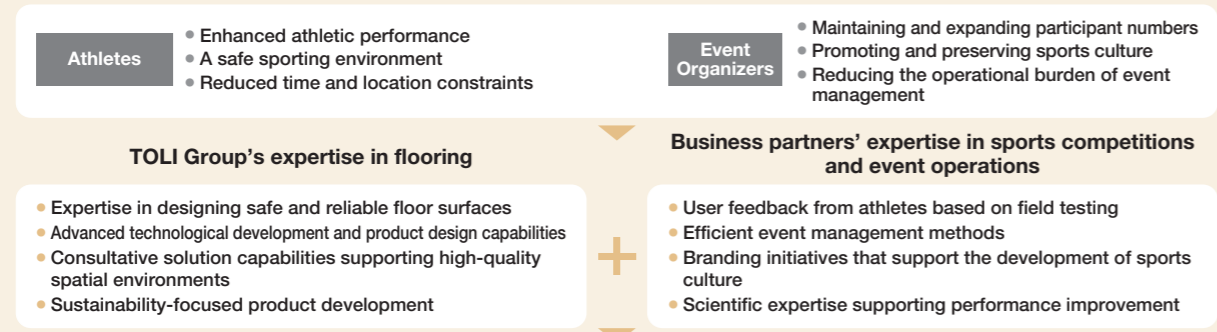 Athletes
• Enhanced athletic performance
• A safe sporting environment
• Reduced time and location constraints
Event
Organizers
• Maintaining and expanding participant numbers
• Promoting and preserving sports culture
• Reducing the operational burden of event
management
TOLI Group’s expertise in flooring
• Expertise in designing safe and reliable floor surfaces
• Advanced technological development and product design capabilities
• Consultative solution capabilities supporting high-quality
spatial environments
• Sustainability-focused product development
+
Business partners’ expertise in sports competitions
and event operations
• User feedback from athletes based on field testing
• Efficient event management methods
• Branding initiatives that support the development of sports
culture
• Scientific expertise supporting performance improvement